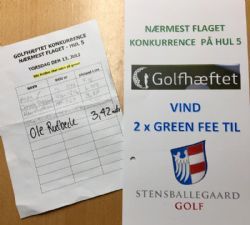 GOLFHÆFTET KONKURRENCE
NÆRMEST FLAGET - HUL 5
TORSDAG DEN 13.
Ole
3,42
NÆRMEST FLAGET
KONKURRENCE PÅ HUL 5
Golfhæftet
VIND
2 x GREEN FEE TIL
STENSBALLEGAARD
GOLF